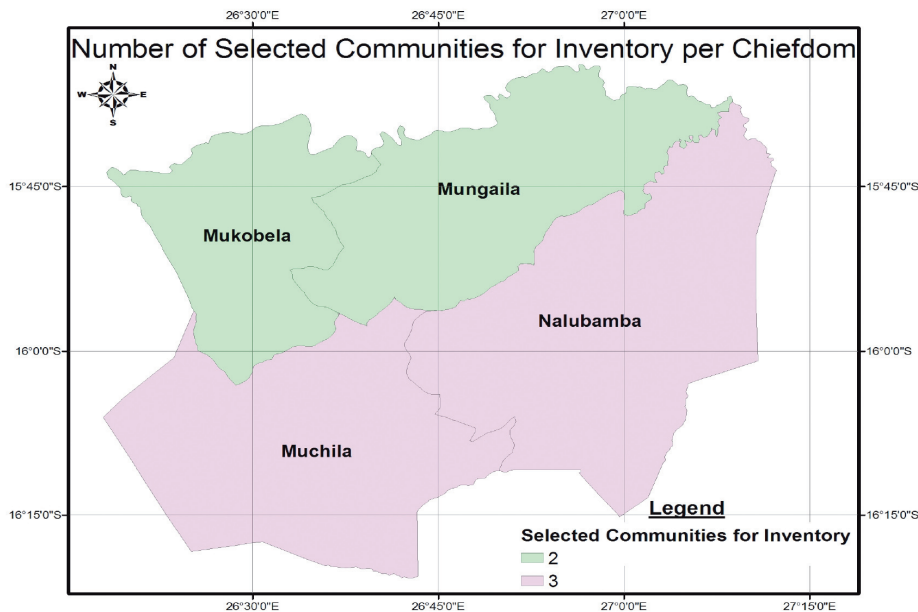 26°30'0"E 26°45'0"E 27°0'0"E
Number of Selected Communities for Inventory per Chiefdom
N
W E
S
15°45'0"S 15°45'0"S
Mungaila
Mukobela
Nalubamba
16°0'0"S 16°0'0"S
Muchila
Legend
16°15'0"S 16°15'0"S
Selected Communities for Inventory
2
3
26°30'0"E 26°45'0"E 27°0'0"E 27°15'0"E